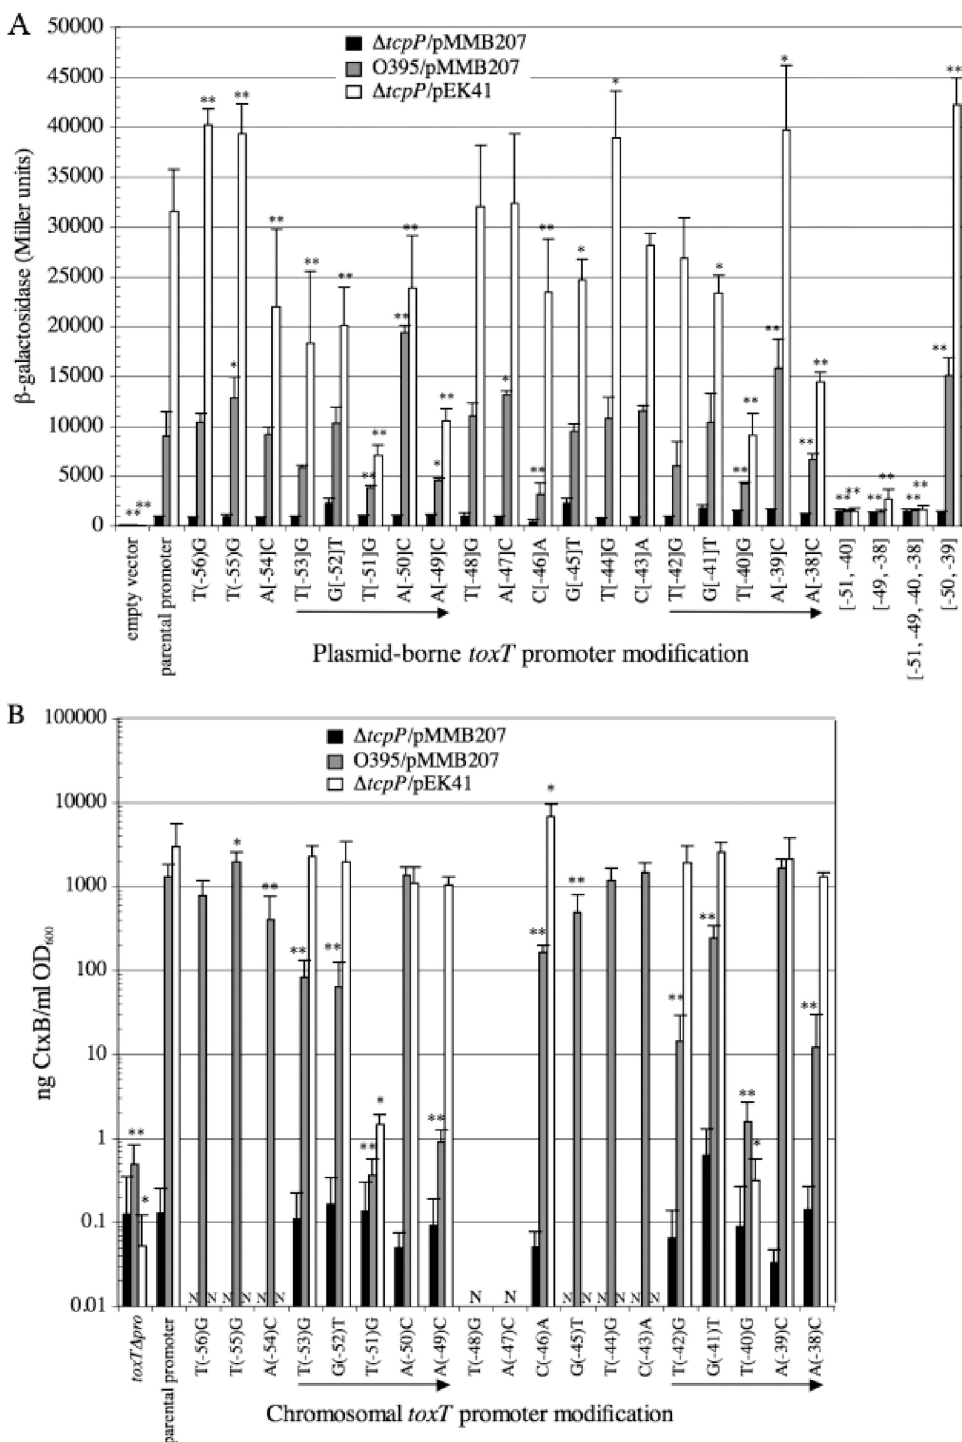 A
50000
45000
40000
35000
30000
25000
20000
15000
10000
5000
0
β-galactosidase (Miller units)
ΔtcpP/pMMB207
O395/pMMB207
ΔtcpP/pEK41
** ** ** ** ** ** * ** ** ** ** ** ** * * ** ** * * * ** ** ** * ** ** ** ** ** ** ** ** ** ** **
empty vector
parental promoter
T(-56)G
T(-55)G
A[-54]C
T[-53]G
G[-52]T
T[-51]G
A[-50]C
A[-49]C
T[-48]G
A[-47]C
C[-46]A
G[-45]T
T[-44]G
C[-43]A
T[-42]G
G[-41]T
T[-40]G
A[-39]C
A[-38]C
[-51, -40]
[-49, -38]
[-51, -49, -40, -38]
[-50, -39]
Plasmid-borne toxT promoter modification
B
100000
10000
1000
100
10
1
0.1
0.01
ng CtxB/ml OD600
ΔtcpP/pMMB207
O395/pMMB207
ΔtcpP/pEK41
** * * ** ** ** ** * ** ** * ** ** ** ** * **
N N N N N N N N N N N N N N
toxTΔpro
parental promoter
T(-56)G
T(-55)G
A(-54)C
T(-53)G
G(-52)T
T(-51)G
A(-50)C
A(-49)C
T(-48)G
A(-47)C
C(-46)A
G(-45)T
T(-44)G
C(-43)A
T(-42)G
G(-41)T
T(-40)G
A(-39)C
A(-38)C
Chromosomal toxT promoter modification